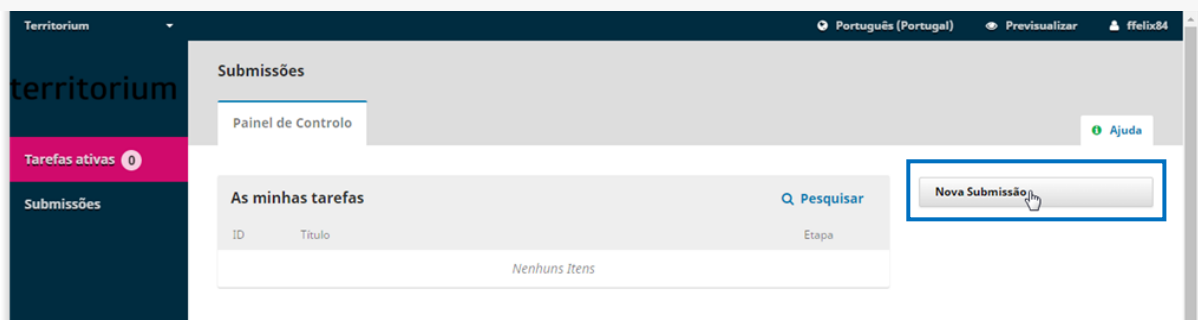 Territorium
Português (Portugal)
Previsualizar
ffelix84
territorium
Submissões
Painel de Controlo
Ajuda
Tarefas ativas 0
Submissões
As minhas tarefas
Pesquisar
Nova Submissão
ID Título Etapa
Nenhuns Itens